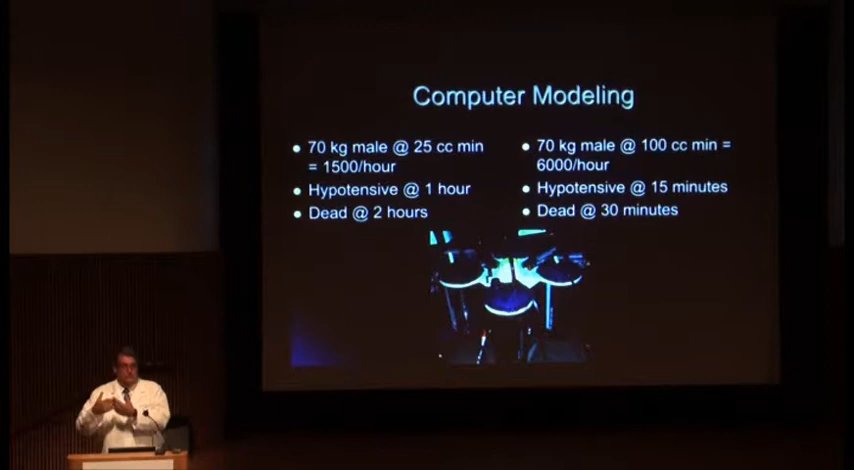 Computer Modeling
70 kg male @ 25 cc min
= 1500/hour
Hypotensive @ 1 hour
Dead @ 2 hours
70 kg male @ 100 cc min =
6000/hour
Hypotensive @ 15 minutes
Dead @ 30 minutes